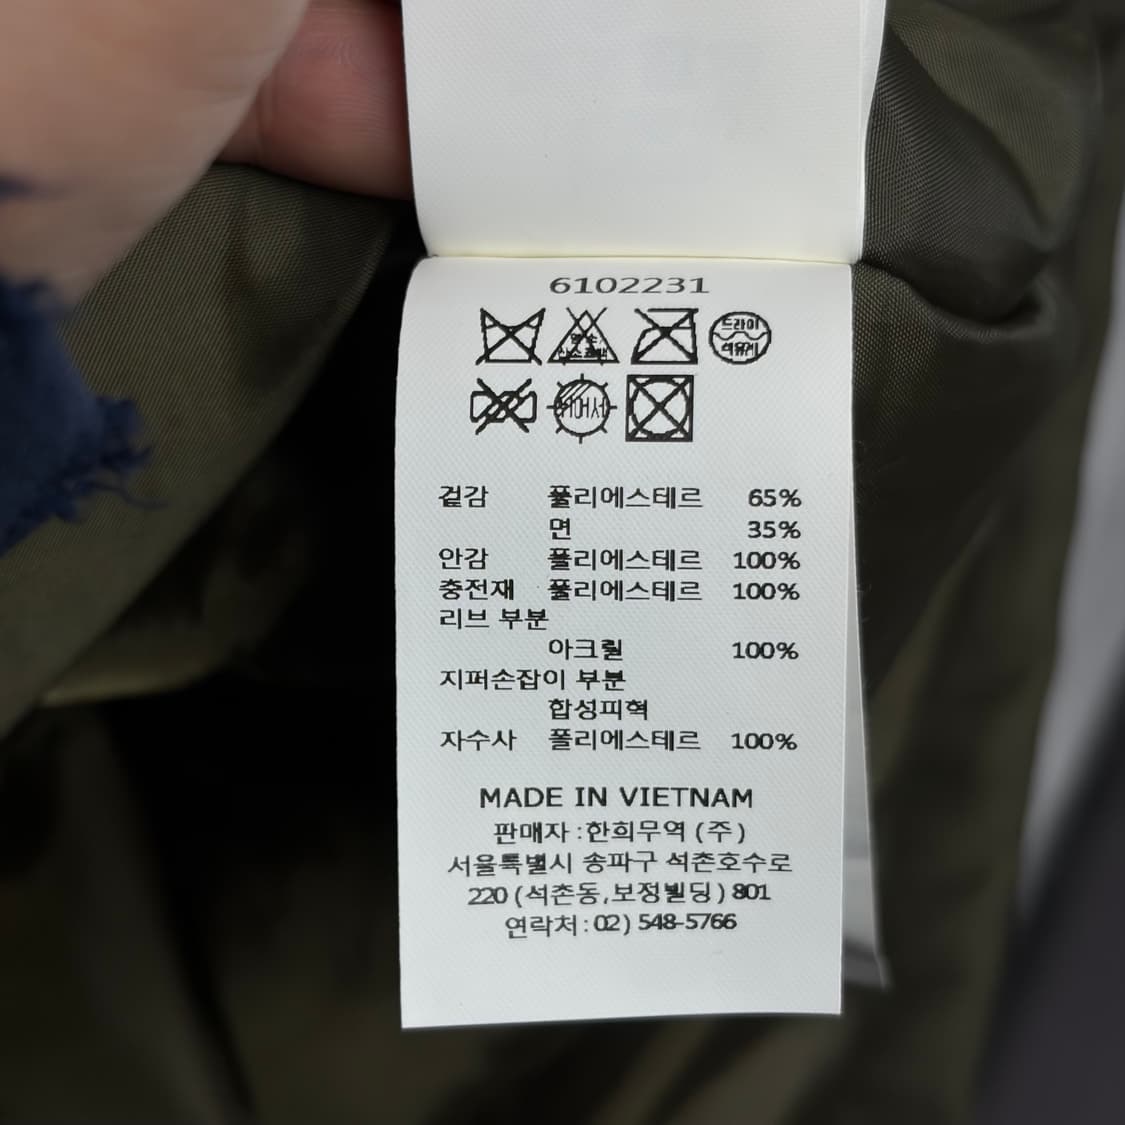 6102231
드라이
석유계
겉감 폴리에스테르 65%
면 35%
안감 폴리에스테르 100%
충전재 폴리에스테르 100%
리브 부분
아크릴 100%
지퍼손잡이 부분
합성피혁
자수사 폴리에스테르 100%
MADE IN VIETNAM
판매자:한희무역(주)
서울특별시 송파구 석촌호수로
220(석촌동,보정빌딩)801
연락처:02)548-5766